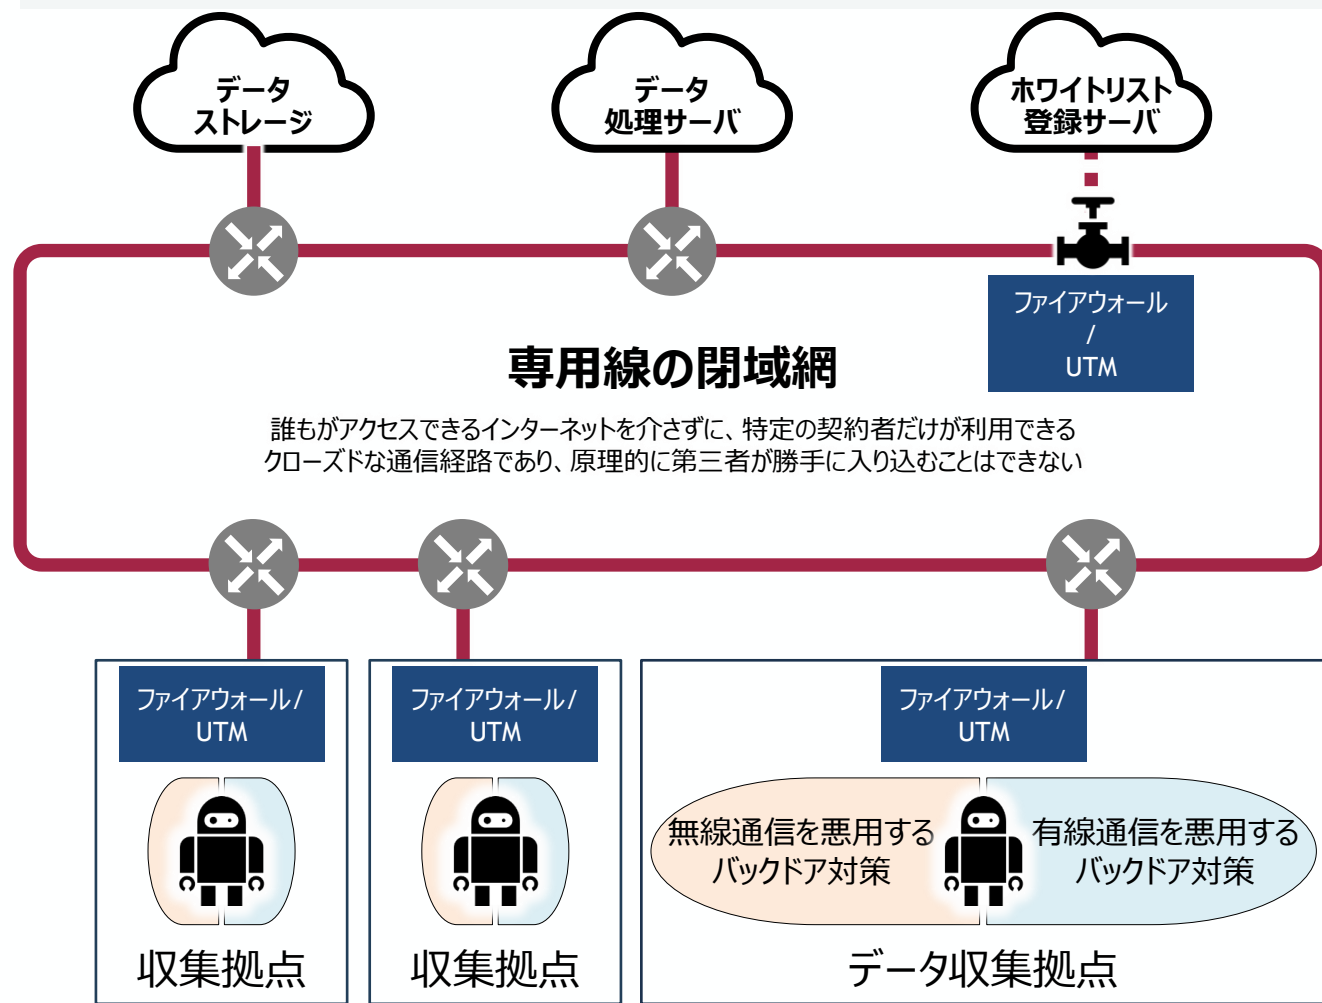 データ
ストレージ
データ
処理サーバ
ホワイトリスト
登録サーバ
ファイアウォール
/
UTM
専用線の閉域網
誰もがアクセスできるインターネットを介さずに、特定の契約者だけが利用できる
クローズドな通信経路であり、原理的に第三者が勝手に入り込むことはできない
ファイアウォール/
UTM
ファイアウォール/
UTM
ファイアウォール/
UTM
無線通信を悪用する
バックドア対策
有線通信を悪用する
バックドア対策
収集拠点
収集拠点
データ収集拠点